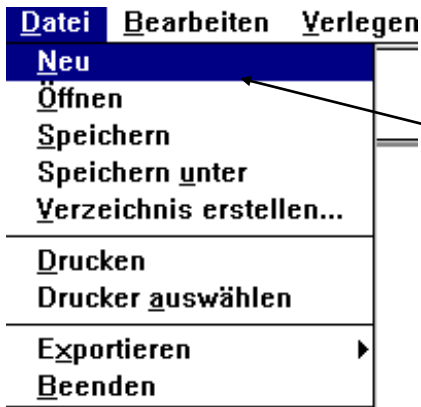 Datei Bearbeiten Verlegen
Neu
Öffnen
Speichern
Speichern unter
Verzeichnis erstellen...
Drucken
Drucker auswählen
Exportieren
Beenden